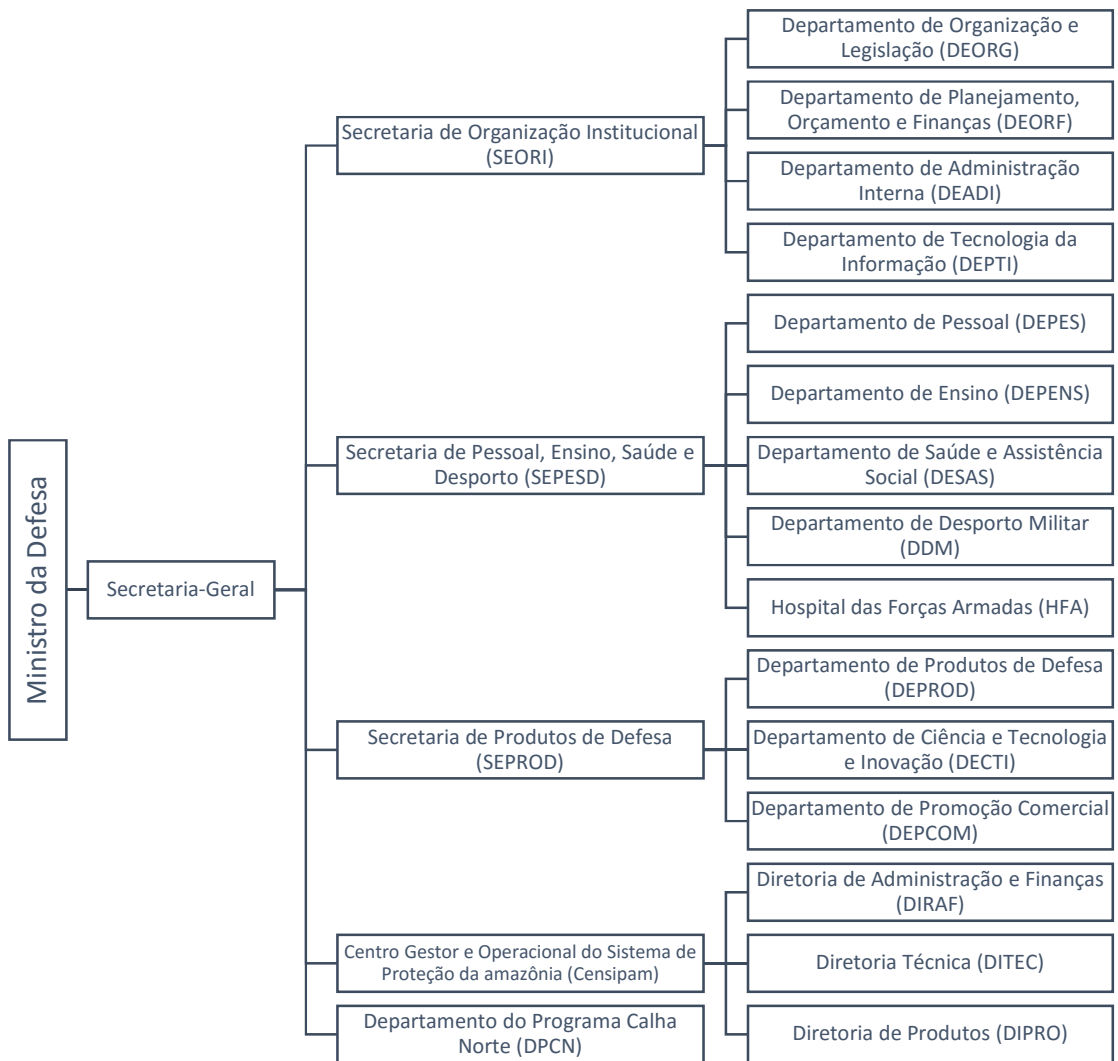 Ministro da Defesa
Secretaria-Geral
Secretaria de Organização Institucional
(SEORI)
Departamento de Organização e
Legislação (DEORG)
Departamento de Planejamento,
Orçamento e Finanças (DEORF)
Departamento de Administração
Interna (DEADI)
Departamento de Tecnologia da
Informação (DEPTI)
Secretaria de Pessoal, Ensino, Saúde e
Desporto (SEPESD)
Departamento de Pessoal (DEPES)
Departamento de Ensino (DEPENS)
Departamento de Saúde e Assistência
Social (DESAS)
Departamento de Desporto Militar
(DDM)
Hospital das Forças Armadas (HFA)
Secretaria de Produtos de Defesa
(SEPROD)
Departamento de Produtos de Defesa
(DEPROD)
Departamento de Ciência e Tecnologia
e Inovação (DECTI)
Departamento de Promoção Comercial
(DEPCOM)
Centro Gestor e Operacional do Sistema de
Proteção da amazônia (Censipam)
Diretoria de Administração e Finanças
(DIRAF)
Diretoria Técnica (DITEC)
Diretoria de Produtos (DIPRO)
Departamento do Programa Calha
Norte (DPCN)